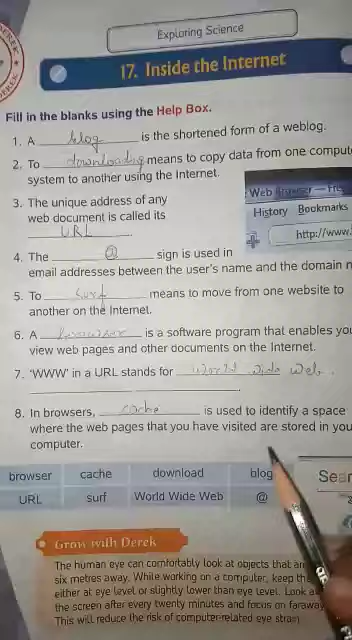 Exploring Science
17. Inside the Internet
Fill in the blanks using the Help Box.
1. A blog is the shortened form of a weblog.
2. To downloading means to copy data from one comput
system to another using the Internet.
3. The unique address of any
web document is called its
URL.
Web Browser — Fire
History Bookmarks
http://www.
4. The @ sign is used in
email addresses between the user's name and the domain n
5. To surf means to move from one website to
another on the Internet.
6. A browser is a software program that enables you
view web pages and other documents on the Internet.
7. 'WWW' in a URL stands for World Wide Web.
8. In browsers, cache is used to identify a space
where the web pages that you have visited are stored in you
computer.
browser cache download blog
URL surf World Wide Web @
Sear
Grow with Derek
The human eye can comfortably look at objects that ar
six metres away. While working on a computer, keep the
either at eye level or slightly lower than eye level. Look a
the screen after every twenty minutes and focus on faraway
This will reduce the risk of computer-related eye strain